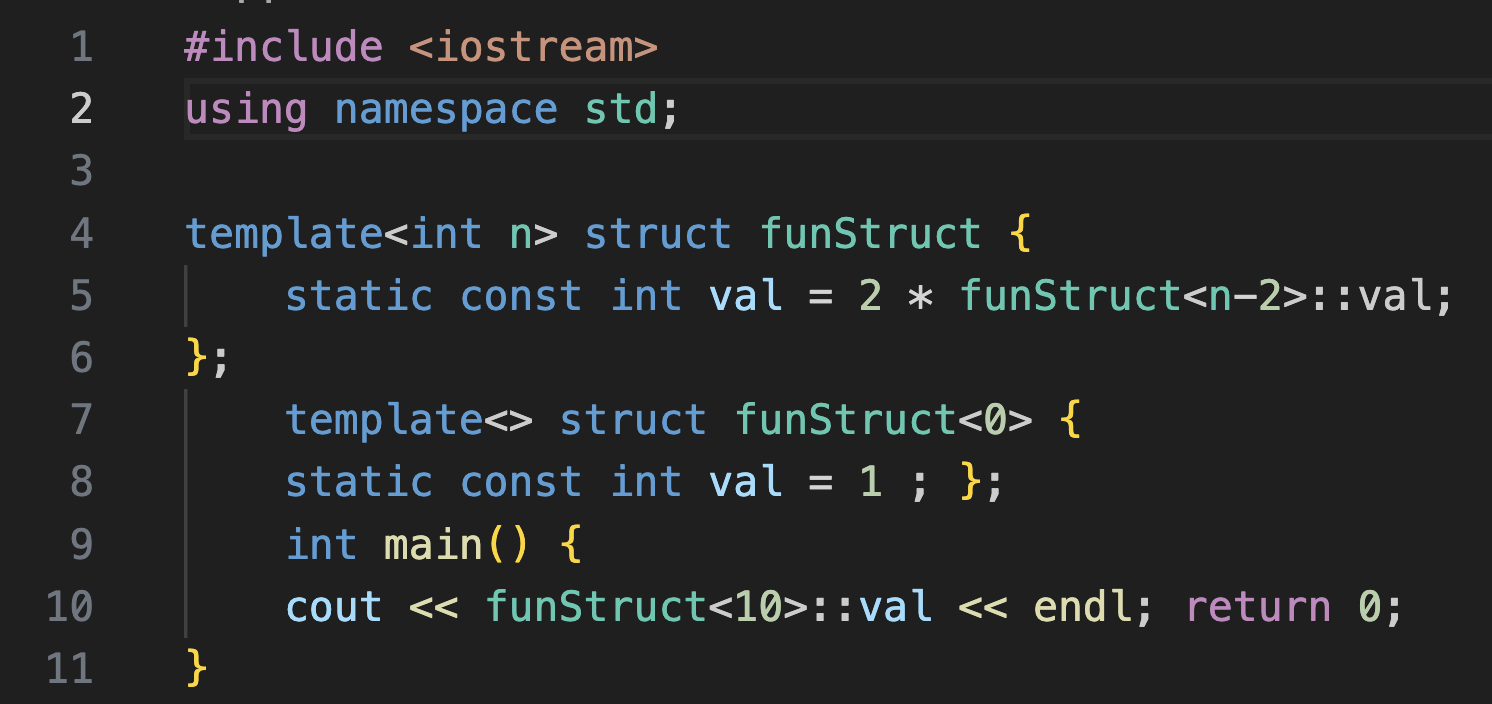 1 #include <iostream>
2 using namespace std;
3
4 template<int n> struct funStruct {
5     static const int val = 2 * funStruct<n-2>::val;
6 };
7     template<> struct funStruct<0> {
8     static const int val = 1 ; };
9     int main() {
10     cout << funStruct<10>::val << endl; return 0;
11 }